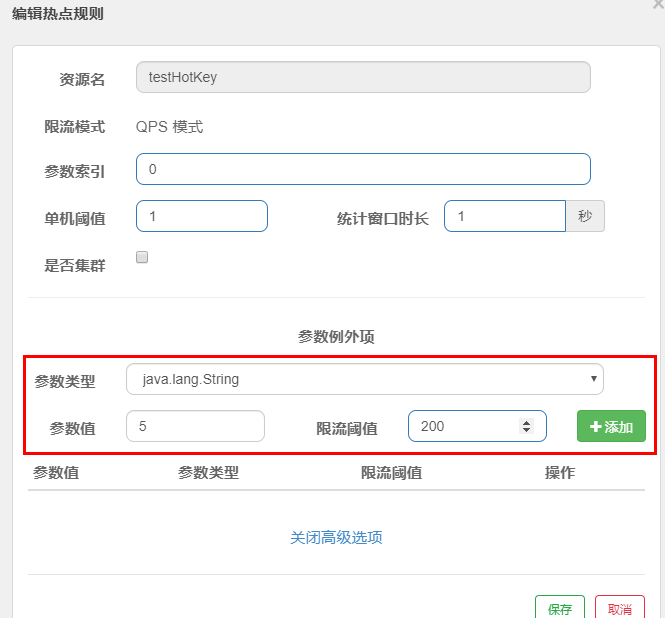 编辑热点规则 ×
资源名 testHotKey
限流模式 QPS 模式
参数索引 0
单机阈值 1 统计窗口时长 1 秒
是否集群
参数例外项
参数类型 java.lang.String
参数值 5 限流阈值 200 +添加
参数值 参数类型 限流阈值 操作
关闭高级选项
保存 取消